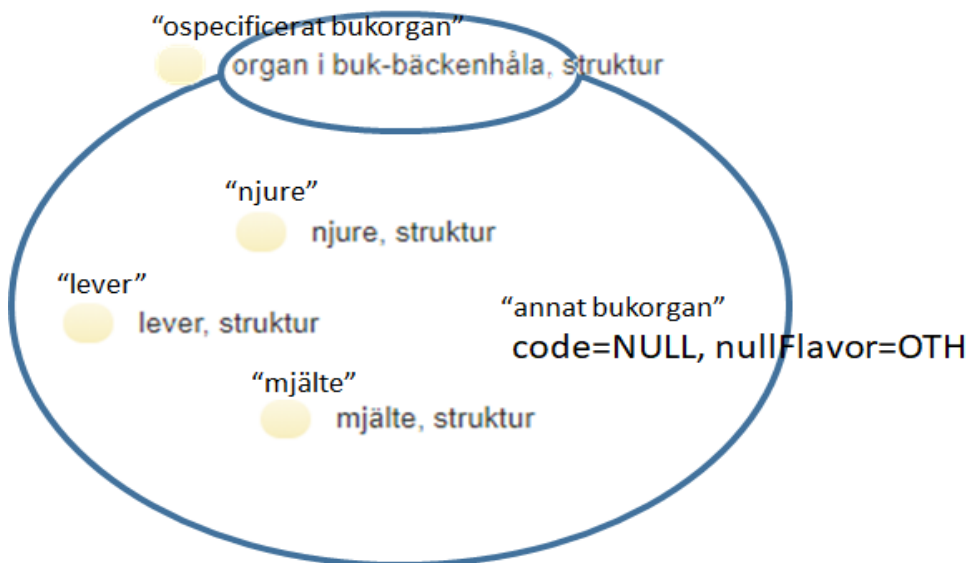 “ospecificerat bukorgan”
organ i buk-bäckenhåla, struktur
“njure”
njure, struktur
“lever”
lever, struktur
“annat bukorgan”
code=NULL, nullFlavor=OTH
“mjälte”
mjälte, struktur